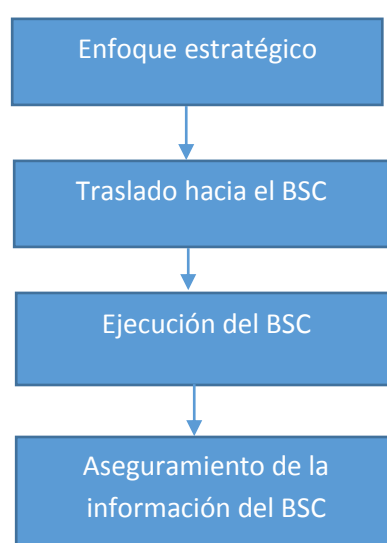 Enfoque estratégico
Traslado hacia el BSC
Ejecución del BSC
Aseguramiento de la
información del BSC